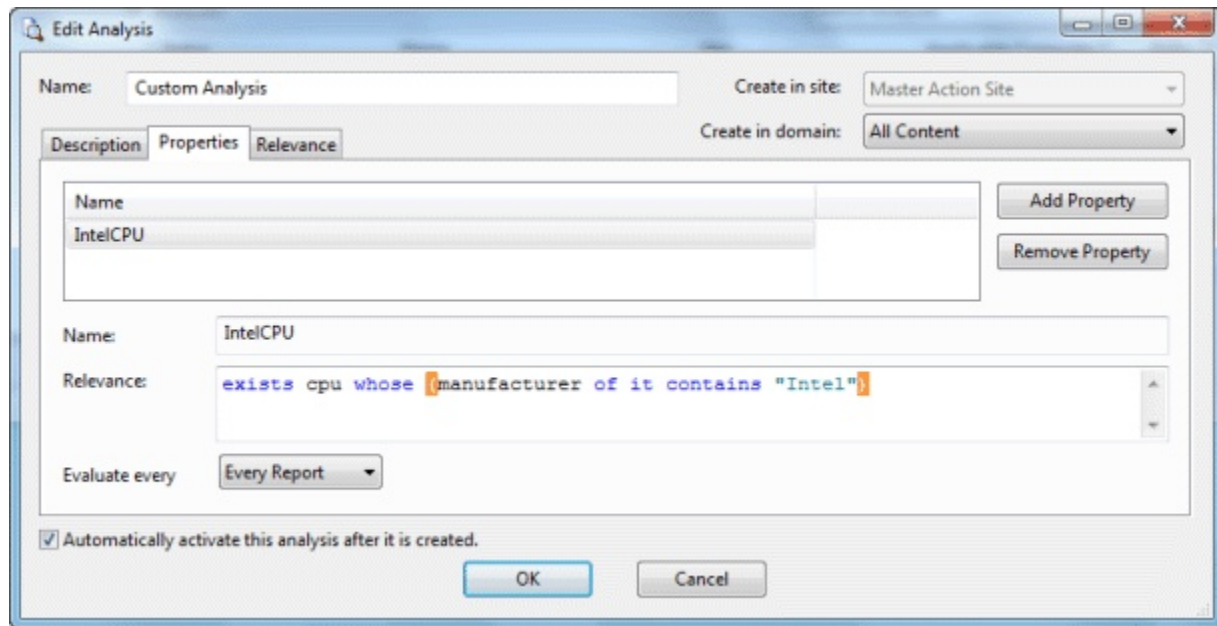 Edit Analysis
Name: Custom Analysis Create in site: Master Action Site
Create in domain: All Content
Description Properties Relevance
Name Add Property
IntelCPU
Remove Property
Name: IntelCPU
Relevance: exists cpu whose (manufacturer of it contains "Intel")
Evaluate every Every Report
Automatically activate this analysis after it is created.
OK Cancel